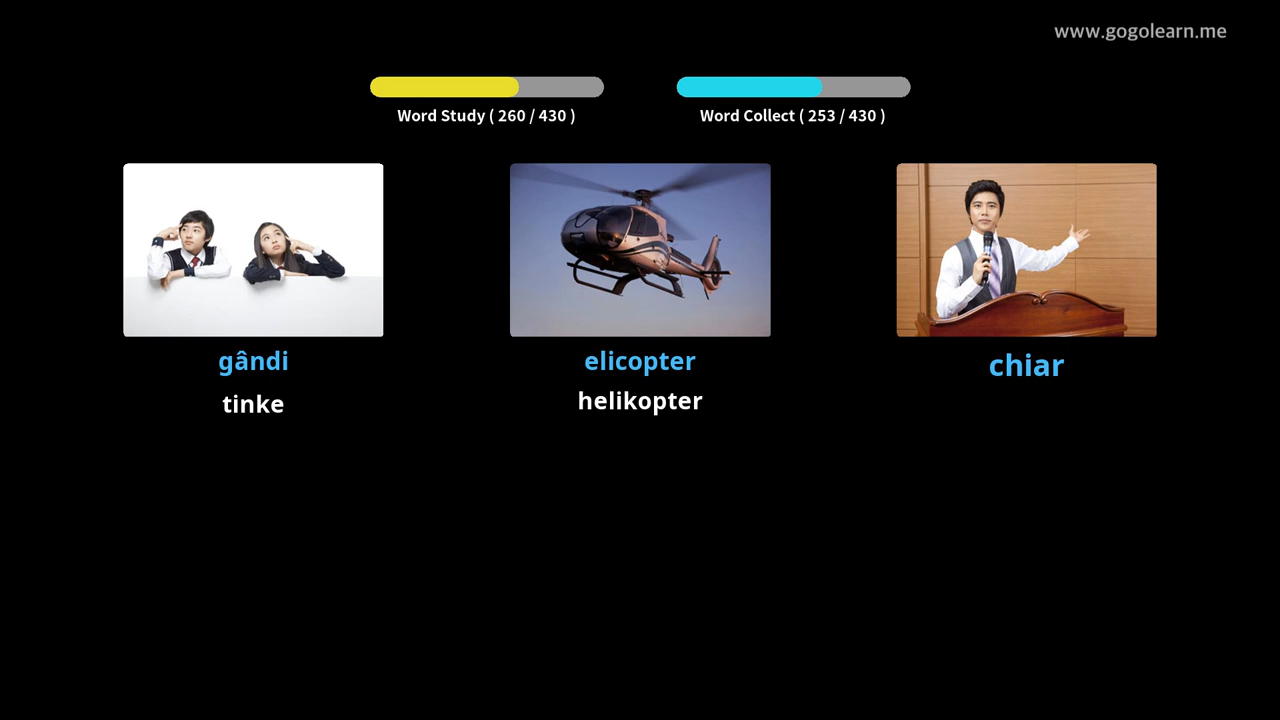 www.gogolearn.me
Word Study ( 260 / 430 )
Word Collect ( 253 / 430 )
gândi
tinke
elicopter
helikopter
chiar